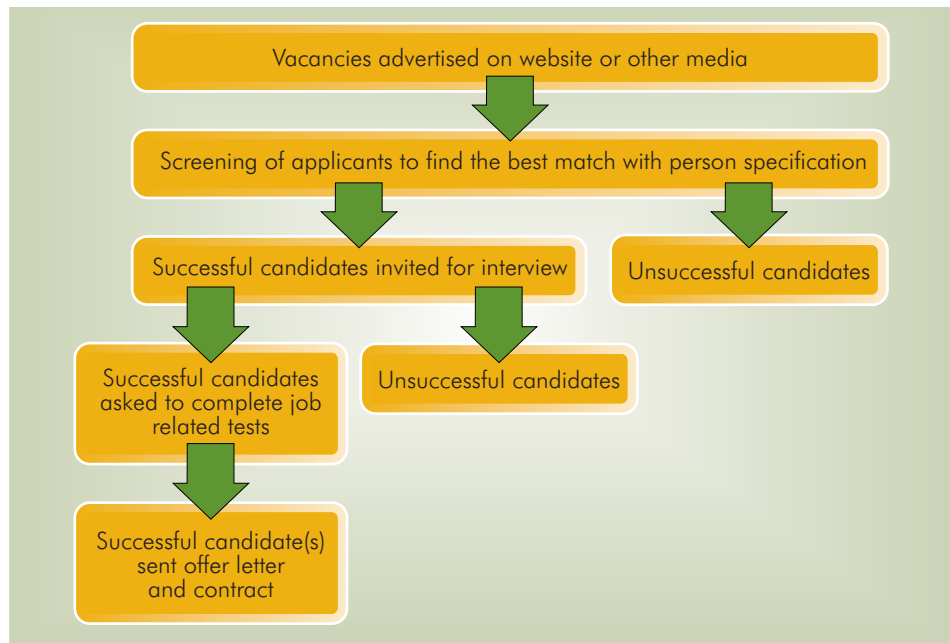 Vacancies advertised on website or other media
Screening of applicants to find the best match with person specification
Successful candidates invited for interview
Unsuccessful candidates
Successful candidates
asked to complete job
related tests
Unsuccessful candidates
Successful candidate(s)
sent offer letter
and contract